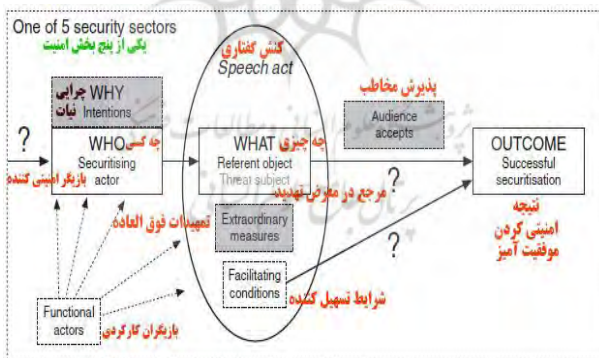 One of 5 security sectors
یکی از پنج بخش امنیت
کنش گفتاری
Speech act
چرایی WHY
نیات Intentions
?
WHO چه کسی
Securitising
actor
بازیگر امنیتی کننده
WHAT چه چیزی
Referent object
Threat subject
مرجع در معرض تهدید
پذیرش مخاطب
Audience
accepts
?
OUTCOME
Successful
securitisation
نتیجه
امنیتی کردن
موفقیت آمیز
تمهیدات فوق العاده
Extraordinary
measures
?
Facilitating
conditions
شرایط تسهیل کننده
Functional
actors
بازیگران کارکردی